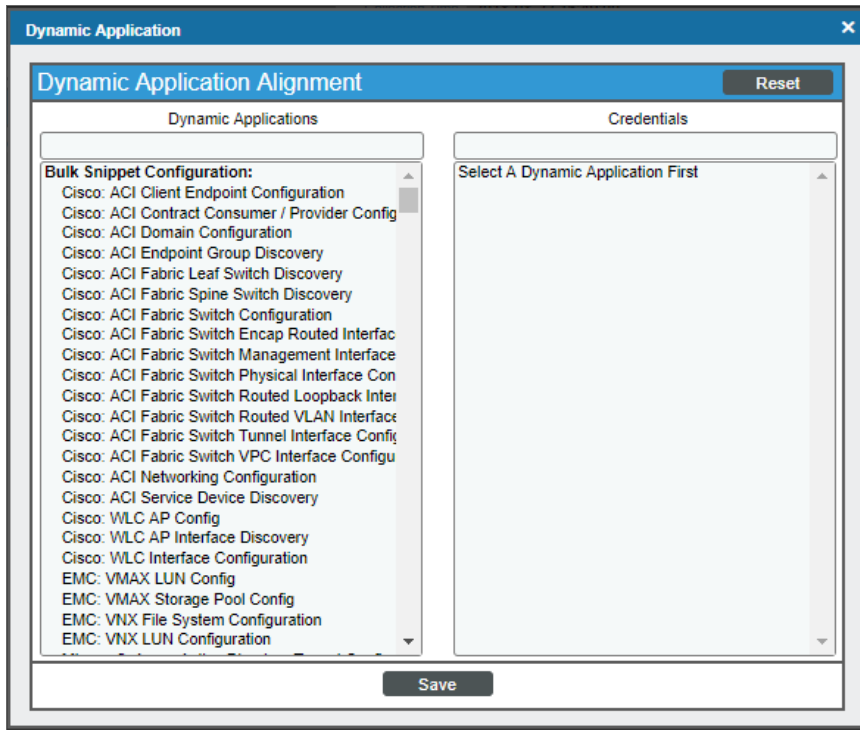 Dynamic Application
Dynamic Application Alignment
Reset
Dynamic Applications
Credentials
Bulk Snippet Configuration:
Cisco: ACI Client Endpoint Configuration
Cisco: ACI Contract Consumer / Provider Config
Cisco: ACI Domain Configuration
Cisco: ACI Endpoint Group Discovery
Cisco: ACI Fabric Leaf Switch Discovery
Cisco: ACI Fabric Spine Switch Discovery
Cisco: ACI Fabric Switch Configuration
Cisco: ACI Fabric Switch Encap Routed Interfac
Cisco: ACI Fabric Switch Management Interface
Cisco: ACI Fabric Switch Physical Interface Con
Cisco: ACI Fabric Switch Routed Loopback Inter
Cisco: ACI Fabric Switch Routed VLAN Interface
Cisco: ACI Fabric Switch Tunnel Interface Config
Cisco: ACI Fabric Switch VPC Interface Configu
Cisco: ACI Networking Configuration
Cisco: ACI Service Device Discovery
Cisco: WLC AP Config
Cisco: WLC AP Interface Discovery
Cisco: WLC Interface Configuration
EMC: VMAX LUN Config
EMC: VMAX Storage Pool Config
EMC: VNX File System Configuration
EMC: VNX LUN Configuration
Select A Dynamic Application First
Save